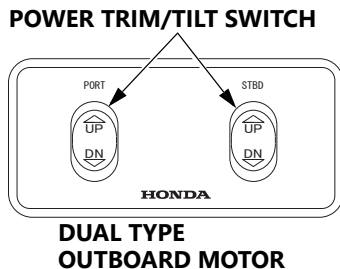 POWER TRIM/TILT SWITCH
PORT STBD
UP UP
DN DN
HONDA
DUAL TYPE
OUTBOARD MOTOR